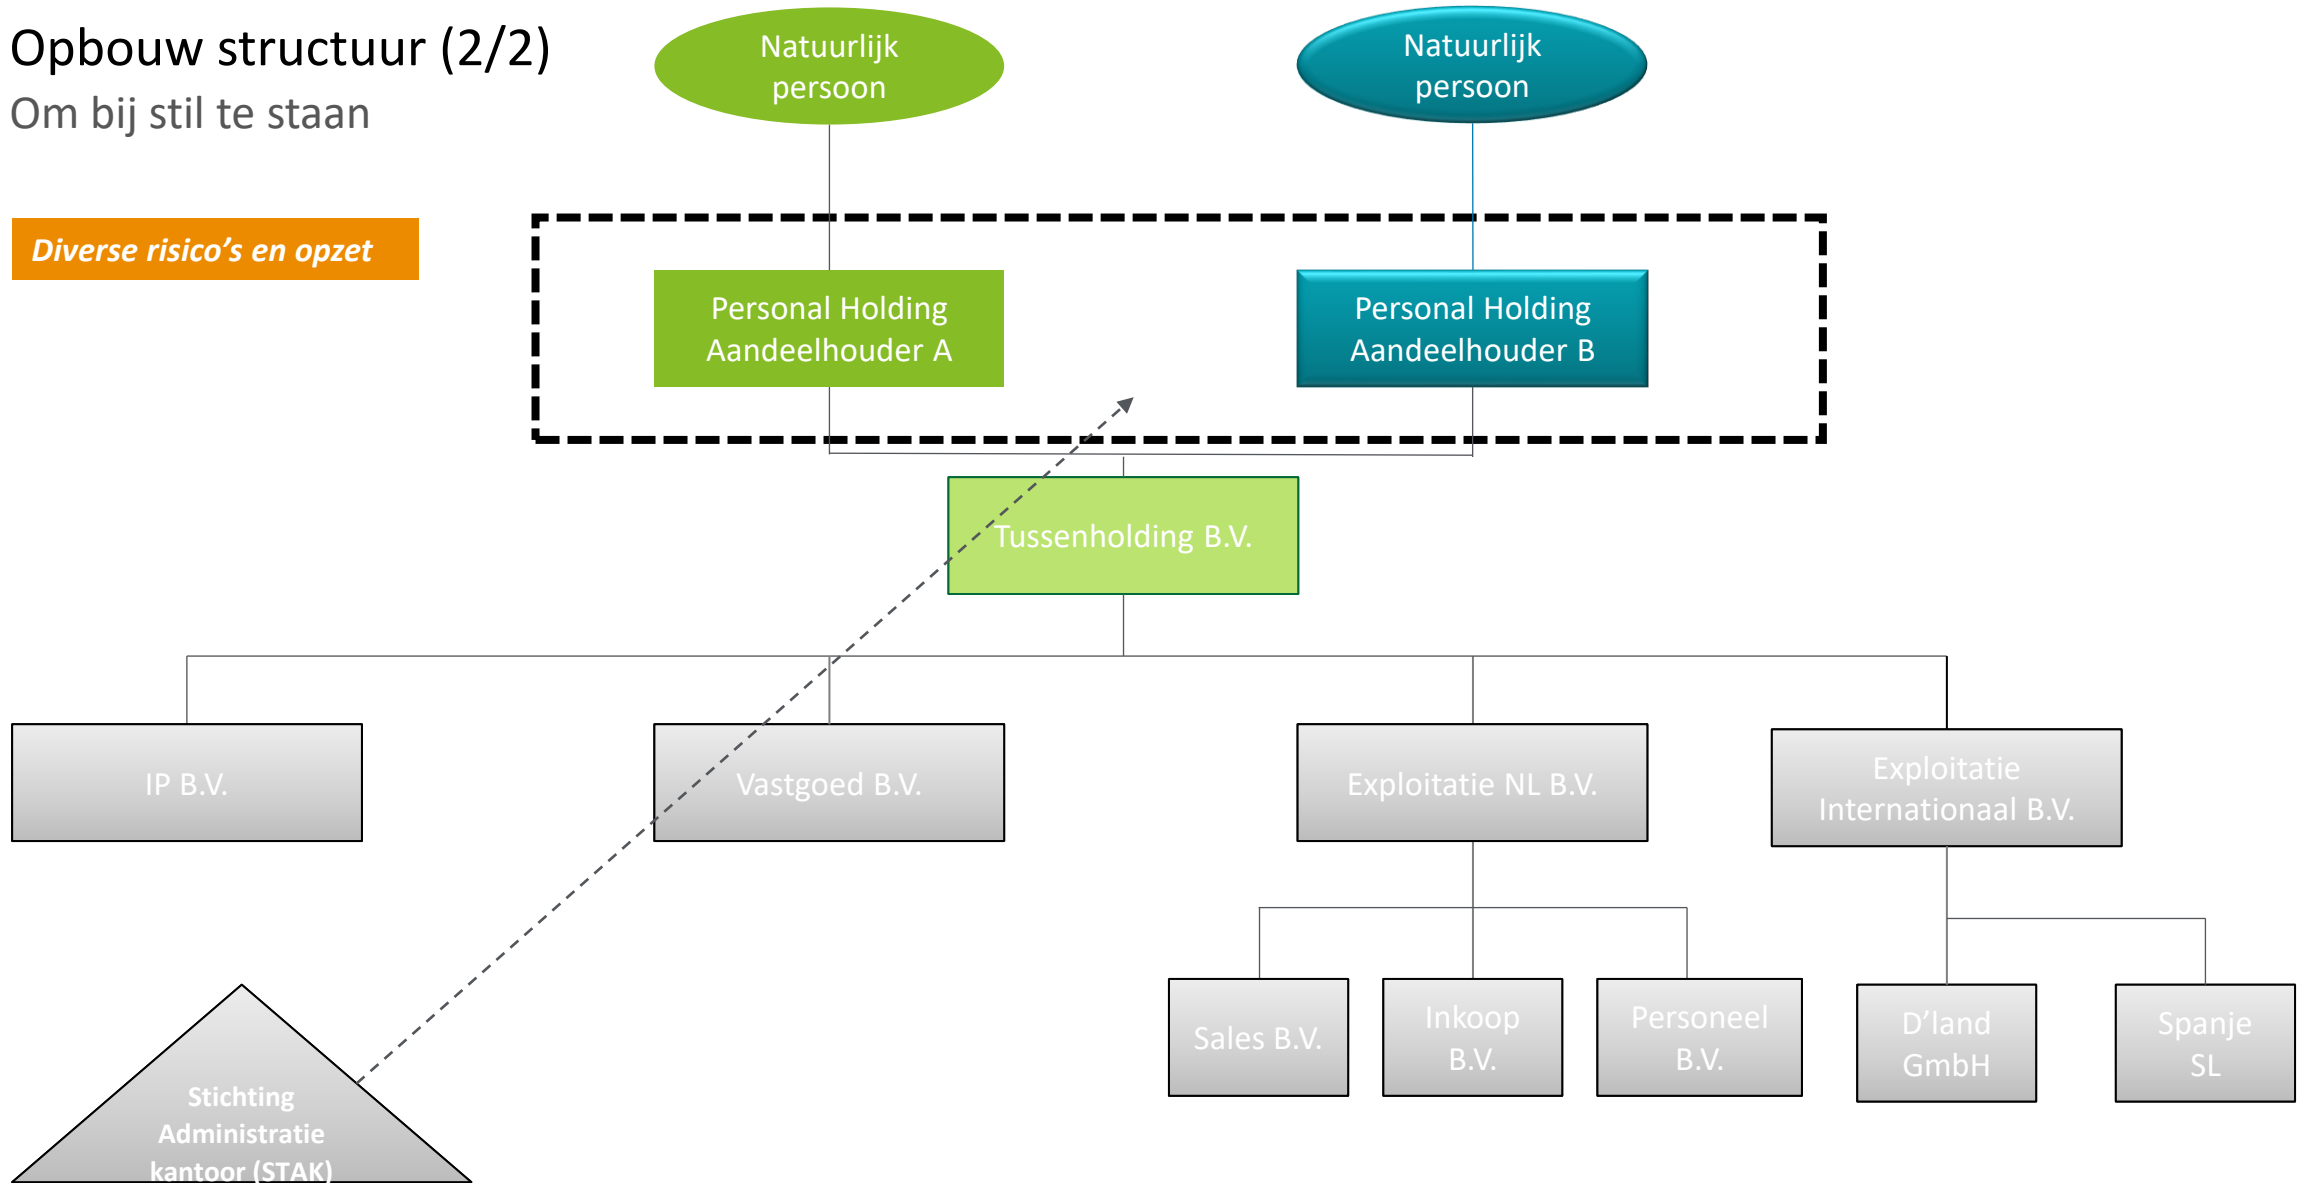 Opbouw structuur (2/2)
Om bij stil te staan
Diverse risico’s en opzet
Natuurlijk
persoon
Natuurlijk
persoon
Personal Holding
Aandeelhouder A
Personal Holding
Aandeelhouder B
Tussenholding B.V.
IP B.V.
Vastgoed B.V.
Exploitatie NL B.V.
Exploitatie
Internationaal B.V.
Sales B.V.
Inkoop
B.V.
Personeel
B.V.
D’land
GmbH
Spanje
SL
Stichting
Administratie
kantoor (STAK)